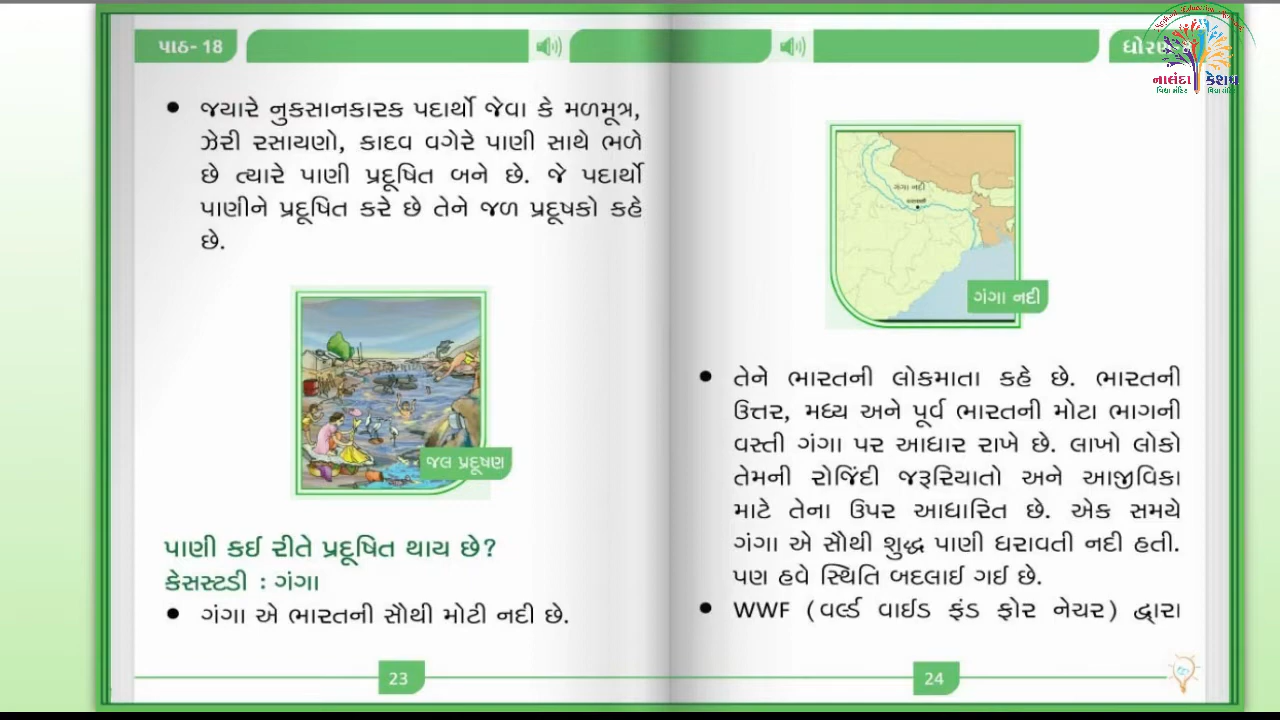 પાઠ- 18
જ્યારે નુકસાનકારક પદાર્થો જેવા કે મળમૂત્ર,
ઝેરી રસાયણો, કાદવ વગેરે પાણી સાથે ભળે
છે ત્યારે પાણી પ્રદૂષિત બને છે. જે પદાર્થો
પાણીને પ્રદૂષિત કરે છે તેને જળ પ્રદૂષકો કહે
છે.
જલ પ્રદૂષણ
પાણી કઈ રીતે પ્રદૂષિત થાય છે?
કેસસ્ટડી : ગંગા
ગંગા એ ભારતની સૌથી મોટી નદી છે.
23
ધોરણ
નાલંદા કેશવ
વિદ્યા મંદિર વિદ્યા મંદિર
ગંગા નદી
ગંગા નદી
તેને ભારતની લોકમાતા કહે છે. ભારતની
ઉત્તર, મધ્ય અને પૂર્વ ભારતની મોટા ભાગની
વસ્તી ગંગા પર આધાર રાખે છે. લાખો લોકો
તેમની રોજિંદી જરૂરિયાતો અને આજીવિકા
માટે તેના ઉપર આધારિત છે. એક સમયે
ગંગા એ સૌથી શુદ્ધ પાણી ધરાવતી નદી હતી.
પણ હવે સ્થિતિ બદલાઈ ગઈ છે.
WWF (વર્લ્ડ વાઈડ ફંડ ફોર નેચર) દ્વારા
24